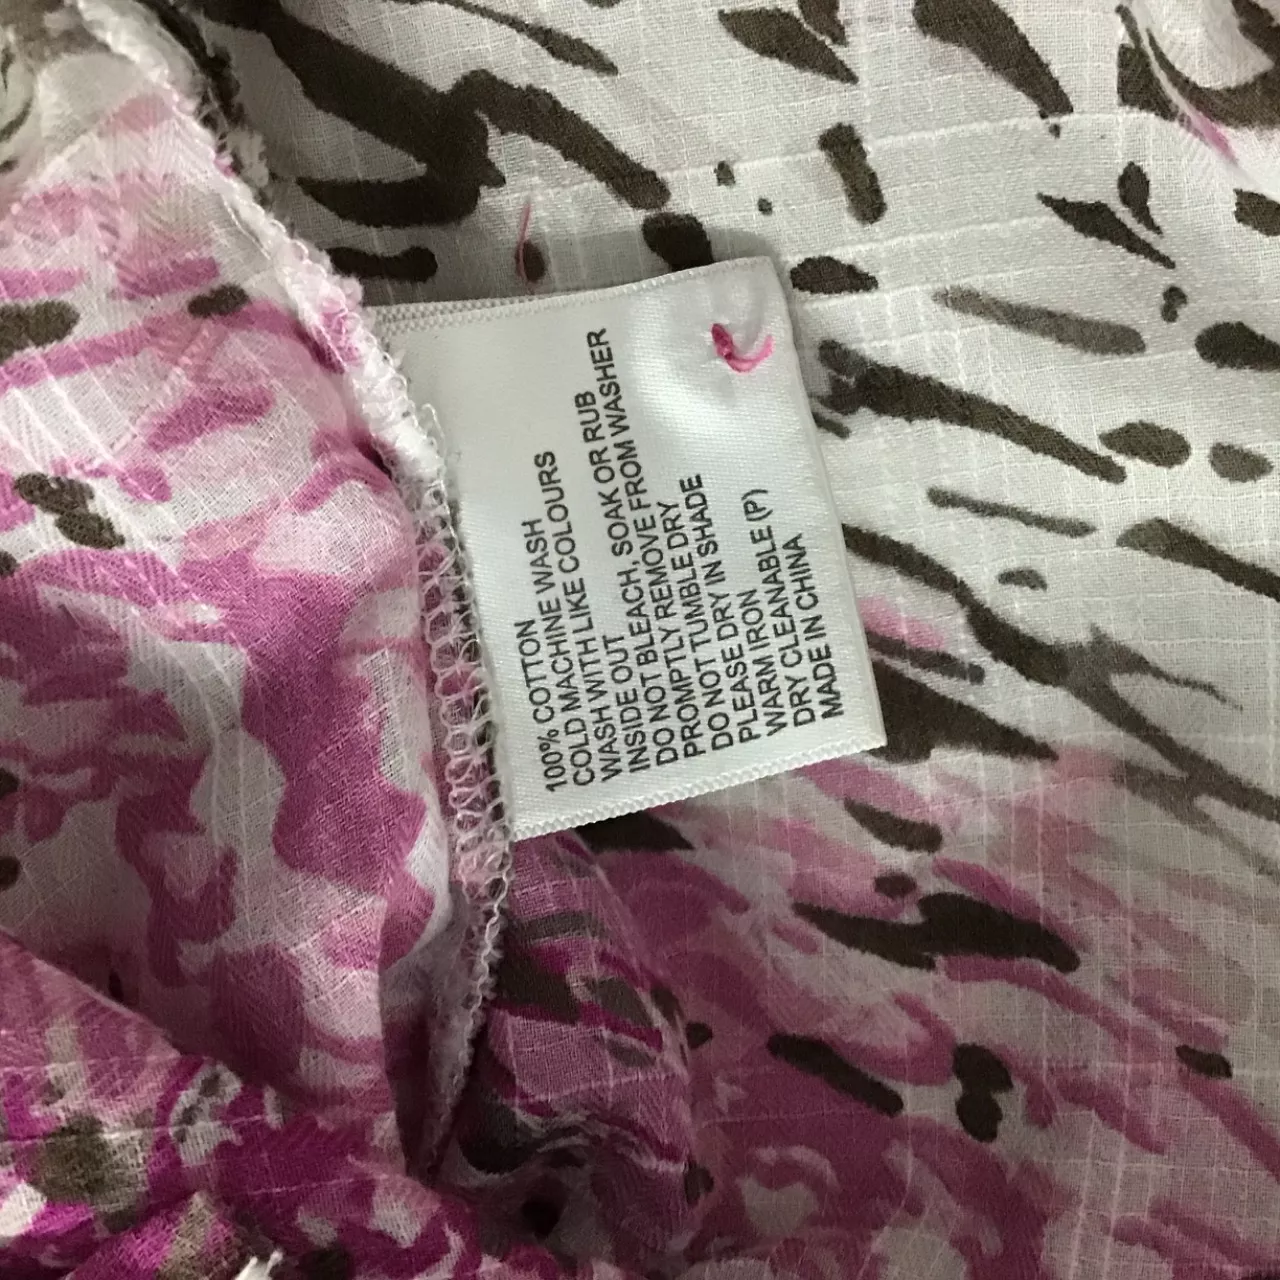 100% COTTON
COLD MACHINE WASH
WASH WITH LIKE COLOURS
INSIDE OUT
DO NOT BLEACH, SOAK OR RUB
PROMPTLY REMOVE FROM WASHER
DO NOT TUMBLE DRY
PLEASE DRY IN SHADE
WARM IRON
DRY CLEANABLE (P)
MADE IN CHINA